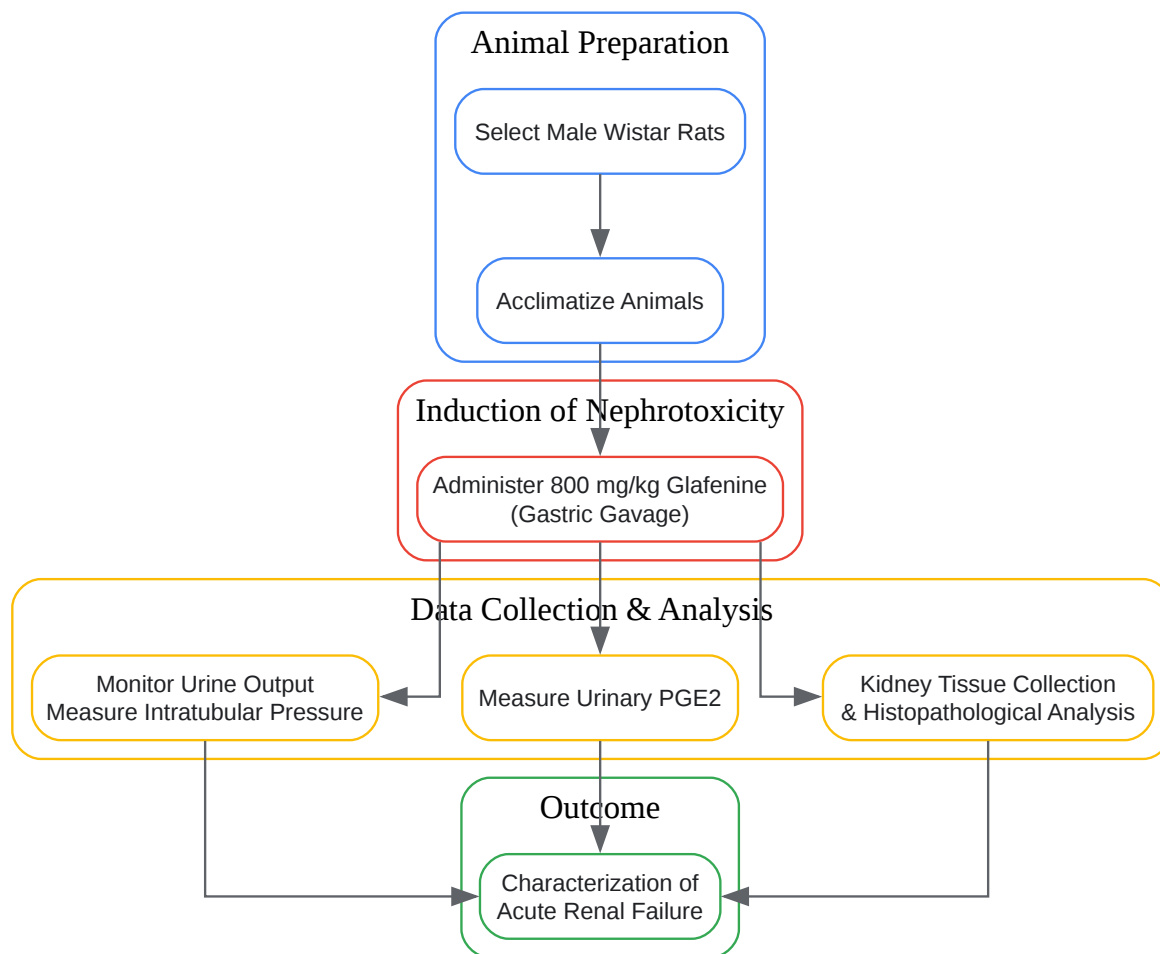 Animal Preparation
Select Male Wistar Rats
Acclimatize Animals
Induction of Nephrotoxicity
Administer 800 mg/kg Glafenine
(Gastric Gavage)
Data Collection & Analysis
Monitor Urine Output
Measure Intratubular Pressure
Measure Urinary PGE2
Kidney Tissue Collection
& Histopathological Analysis
Outcome
Characterization of
Acute Renal Failure